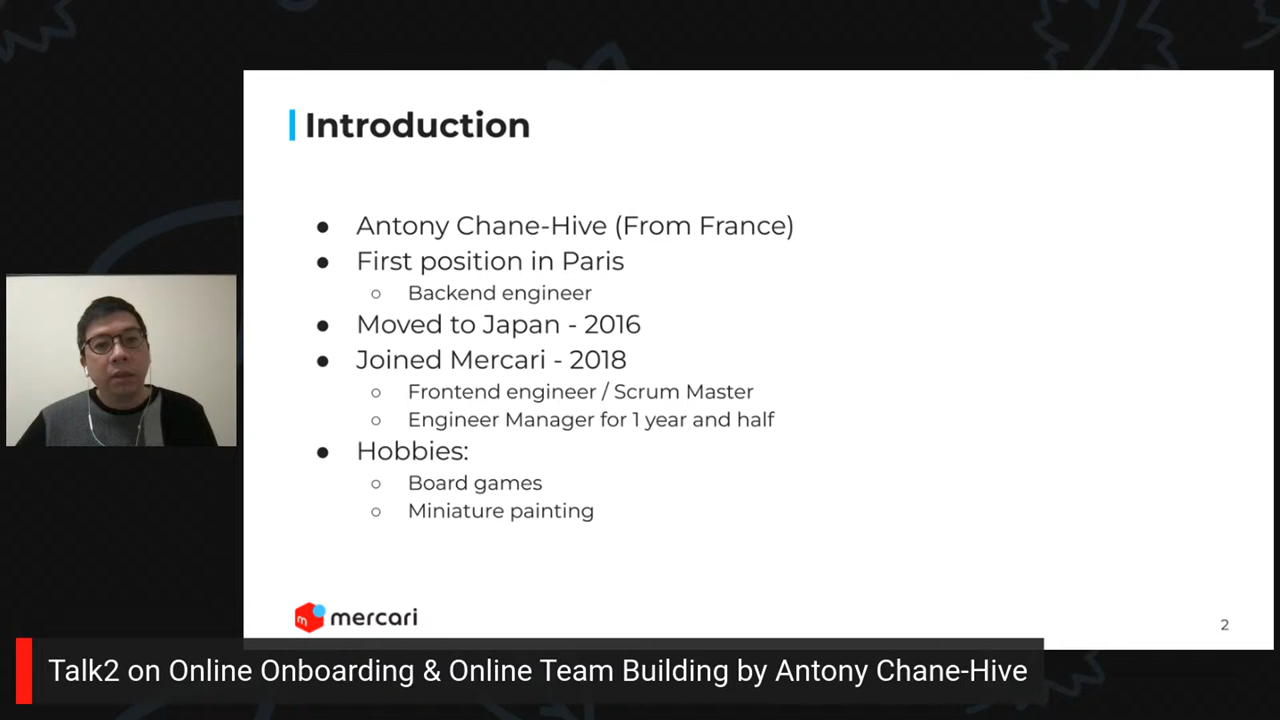 Introduction
● Antony Chane-Hive (From France)
● First position in Paris
○ Backend engineer
● Moved to Japan - 2016
● Joined Mercari - 2018
○ Frontend engineer / Scrum Master
○ Engineer Manager for 1 year and half
● Hobbies:
○ Board games
○ Miniature painting
m mercari
2
Talk2 on Online Onboarding & Online Team Building by Antony Chane-Hive